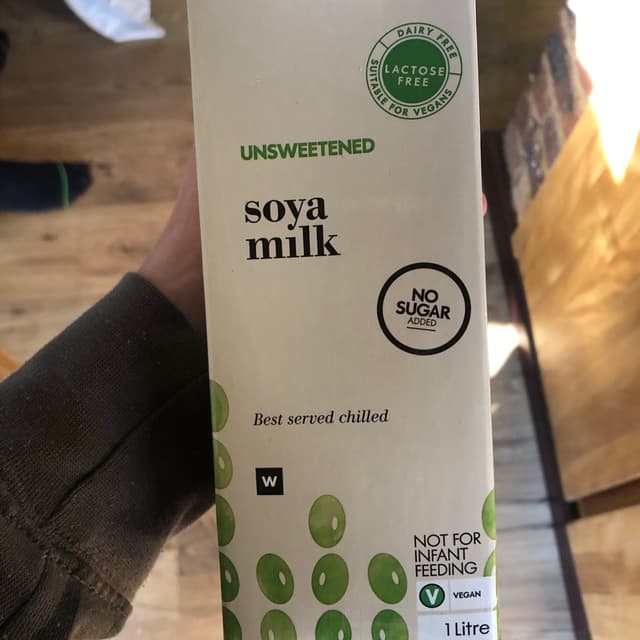 DAIRY FREE
LACTOSE
FREE
SUITABLE FOR VEGANS
UNSWEETENED
soya
milk
NO
SUGAR
ADDED
Best served chilled
W
NOT FOR
INFANT
FEEDING
V VEGAN
1 Litre